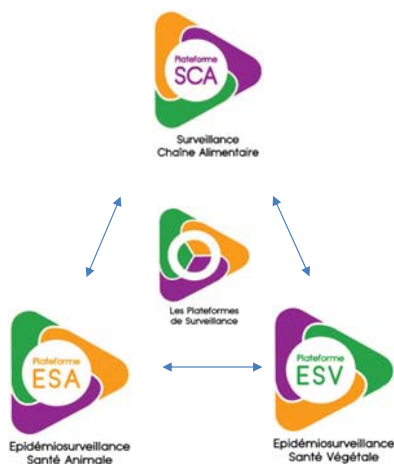 Plateforme
SCA
Surveillance
Chaîne Alimentaire
Les Plateformes
de Surveillance
Plateforme
ESA
Epidémiosurveillance
Santé Animale
Plateforme
ESV
Epidémiosurveillance
Santé Végétale